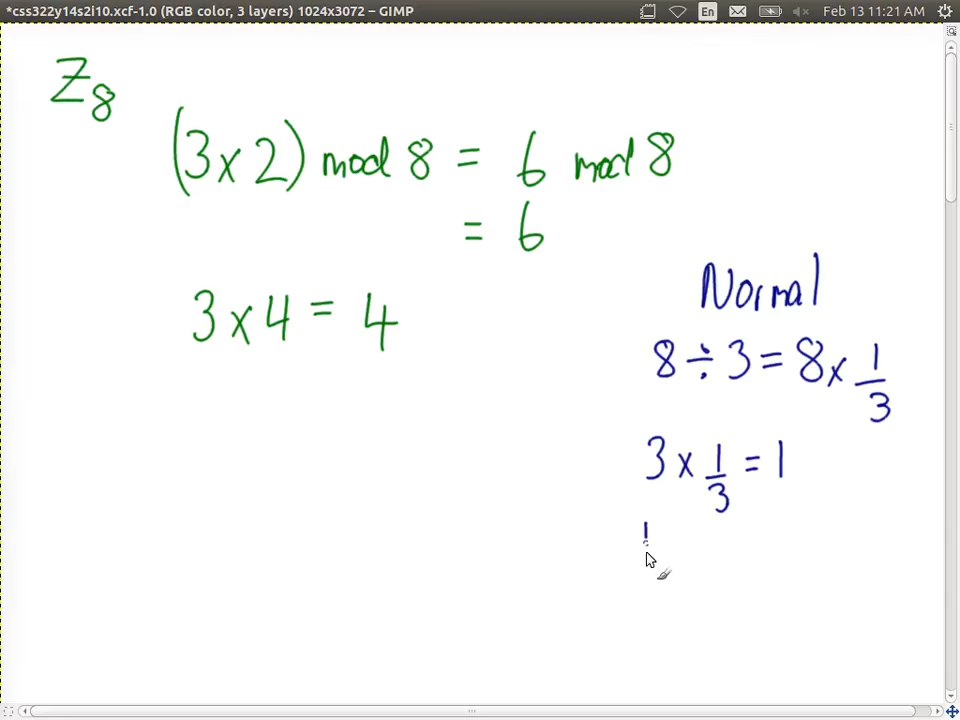 *css322y14s2i10.xcf-1.0 (RGB color, 3 layers) 1024x3072 – GIMP
En
Feb 13 11:21 AM
Z8
(3 x 2) mod 8 = 6 mod 8
= 6
3 x 4 = 4
Normal
8 ÷ 3 = 8 x 1/3
3 x 1/3 = 1